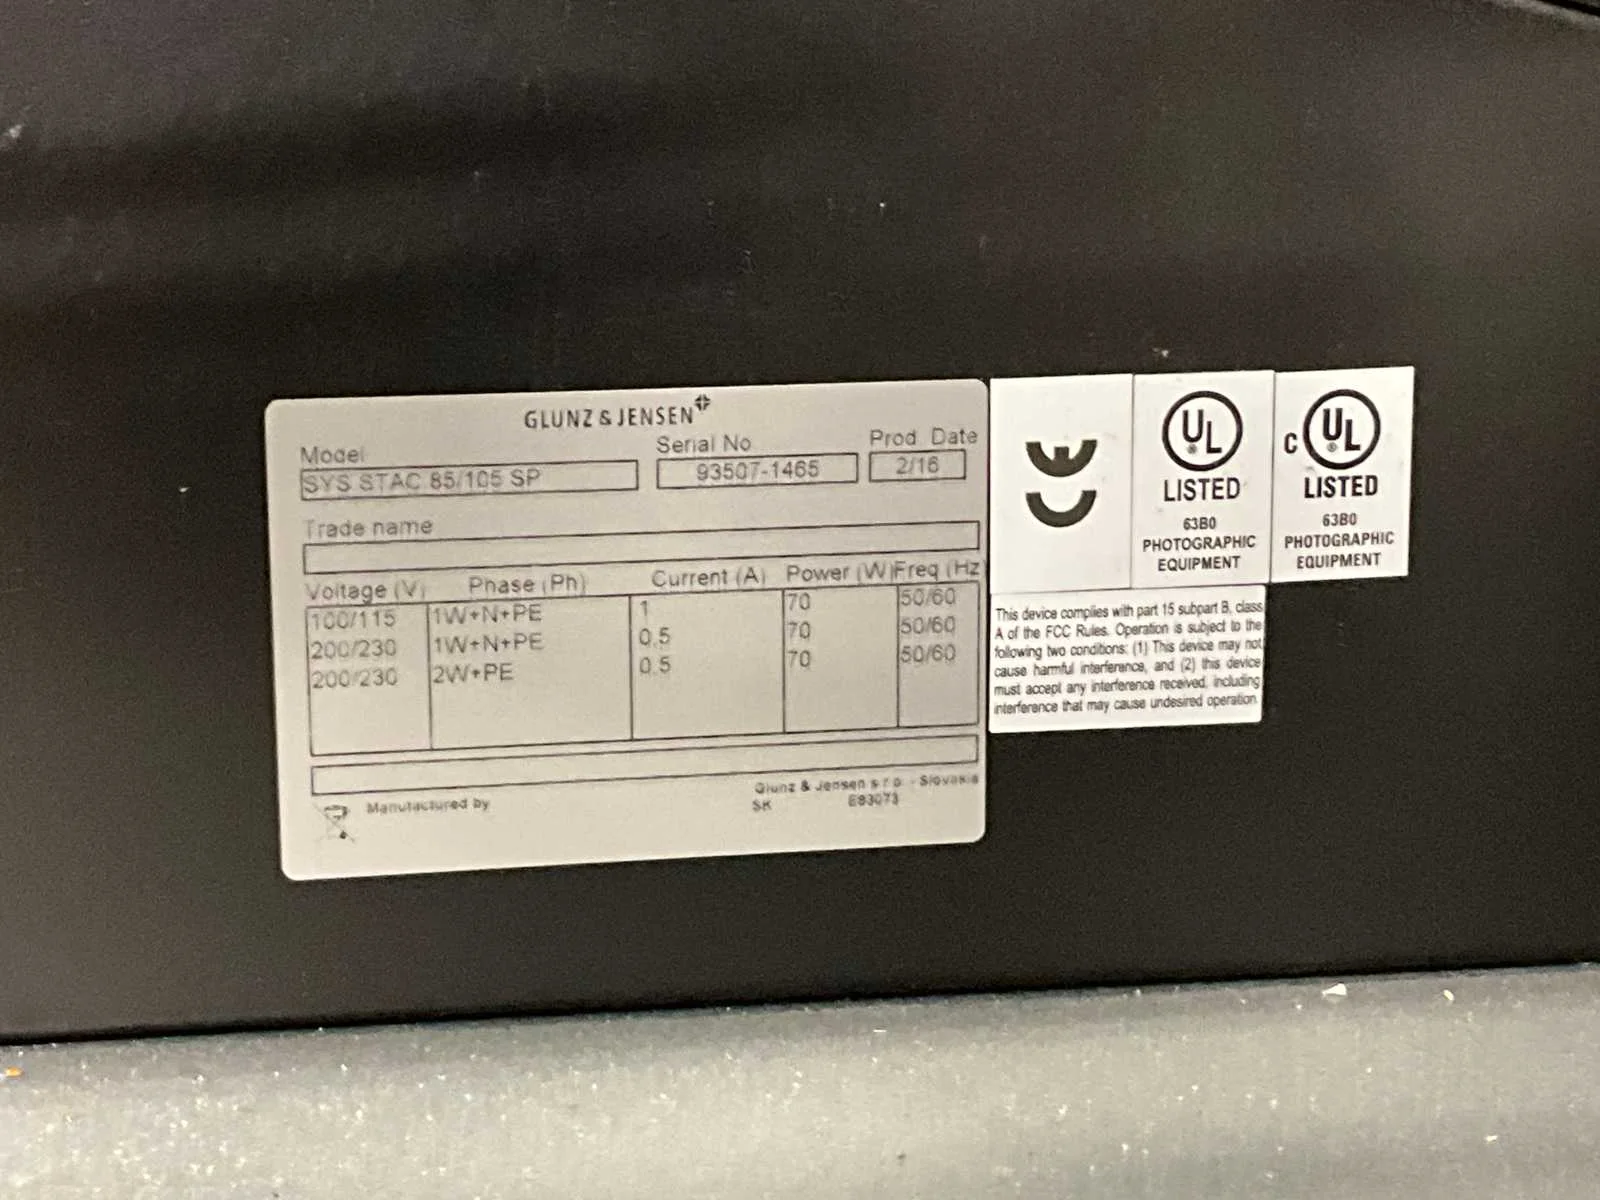 GLUNZ & JENSEN
Model
Serial No
Prod. Date
SYS STAC 85/105 SP
93507-1465
2/16
Trade name
Voltage (V) Phase (Ph) Current (A) Power (W) Freq (Hz
100/115 1W+N+PE 1 70 50/60
200/230 1W+N+PE 0.5 70 50/60
200/230 2W+PE 0.5 70 50/60
Manufactured by
Glunz & Jensen s.r.o. - Slovakia
SK E83073
CE
UL
LISTED
63B0
PHOTOGRAPHIC
EQUIPMENT
C UL
LISTED
63B0
PHOTOGRAPHIC
EQUIPMENT
This device complies with part 15 subpart B, class
A of the FCC Rules. Operation is subject to the
following two conditions: (1) This device may not
cause harmful interference, and (2) this device
must accept any interference received, including
interference that may cause undesired operation.